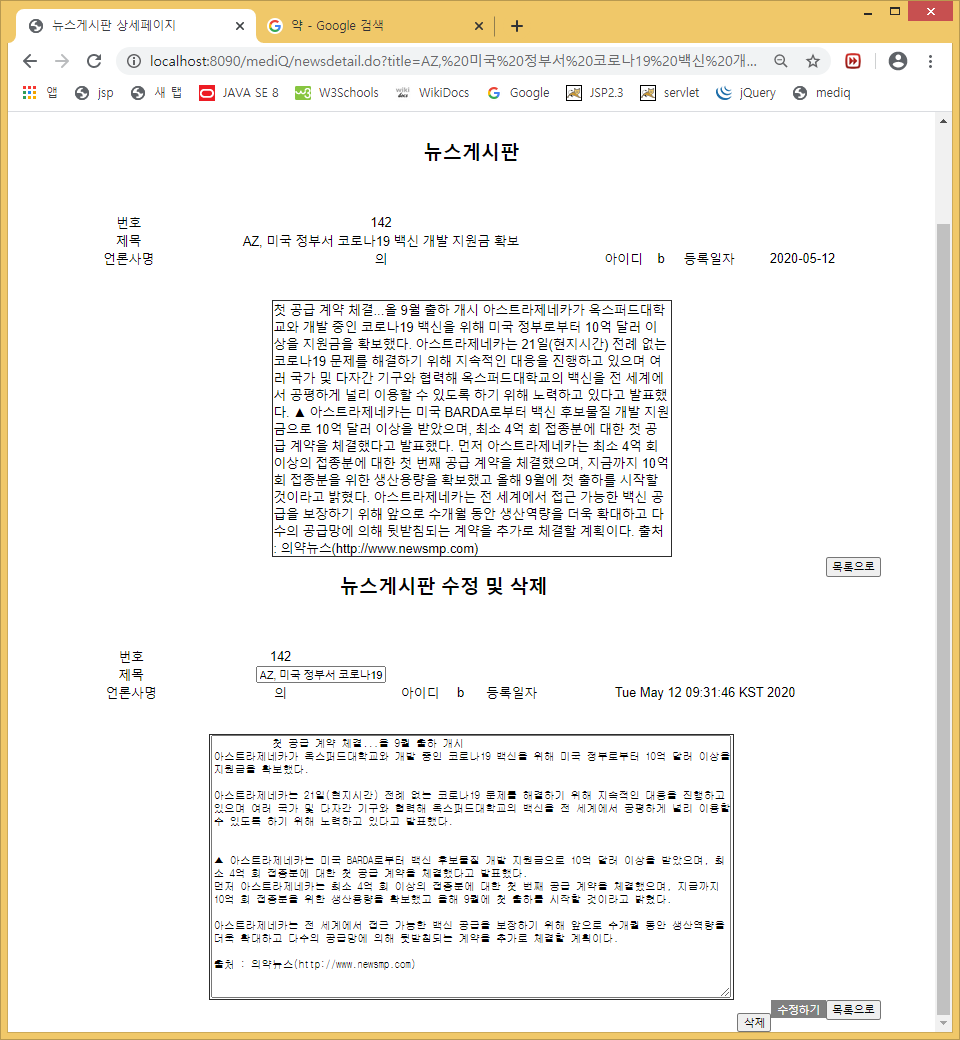 뉴스게시판 상세페이지
약 - Google 검색
localhost:8090/mediQ/newsdetail.do?title=AZ,%20미국%20정부서%20코로나19%20백신%20개...
앱 jsp 새 탭 JAVA SE 8 W3Schools WikiDocs Google JSP2.3 servlet jQuery mediq
뉴스게시판
번호 142
제목 AZ, 미국 정부서 코로나19 백신 개발 지원금 확보
언론사명 의 아이디 b 등록일자 2020-05-12
첫 공급 계약 체결...올 9월 출하 개시 아스트라제네카가 옥스퍼드대학
교와 개발 중인 코로나19 백신을 위해 미국 정부로부터 10억 달러 이
상을 지원금을 확보했다. 아스트라제네카는 21일(현지시간) 전례 없는
코로나19 문제를 해결하기 위해 지속적인 대응을 진행하고 있으며 여
러 국가 및 다자간 기구와 협력해 옥스퍼드대학교의 백신을 전 세계에
서 공평하게 널리 이용할 수 있도록 하기 위해 노력하고 있다고 발표했
다. ▲ 아스트라제네카는 미국 BARDA로부터 백신 후보물질 개발 지원
금으로 10억 달러 이상을 받았으며, 최소 4억 회 접종분에 대한 첫 공
급 계약을 체결했다고 발표했다. 먼저 아스트라제네카는 최소 4억 회
이상의 접종분에 대한 첫 번째 공급 계약을 체결했으며, 지금까지 10억
회 접종분을 위한 생산용량을 확보했고 올해 9월에 첫 출하를 시작할
것이라고 밝혔다. 아스트라제네카는 전 세계에서 접근 가능한 백신 공
급을 보장하기 위해 앞으로 수개월 동안 생산역량을 더욱 확대하고 다
수의 공급망에 의해 뒷받침되는 계약을 추가로 체결할 계획이다. 출처
: 의약뉴스(http://www.newsmp.com)
목록으로
뉴스게시판 수정 및 삭제
번호 142
제목 AZ, 미국 정부서 코로나19
언론사명 의 아이디 b 등록일자 Tue May 12 09:31:46 KST 2020
첫 공급 계약 체결...올 9월 출하 개시
아스트라제네카가 옥스퍼드대학교와 개발 중인 코로나19 백신을 위해 미국 정부로부터 10억 달러 이상을
지원금을 확보했다.
아스트라제네카는 21일(현지시간) 전례 없는 코로나19 문제를 해결하기 위해 지속적인 대응을 진행하고
있으며 여러 국가 및 다자간 기구와 협력해 옥스퍼드대학교의 백신을 전 세계에서 공평하게 널리 이용할
수 있도록 하기 위해 노력하고 있다고 발표했다.
▲ 아스트라제네카는 미국 BARDA로부터 백신 후보물질 개발 지원금으로 10억 달러 이상을 받았으며, 최
소 4억 회 접종분에 대한 첫 공급 계약을 체결했다고 발표했다.
먼저 아스트라제네카는 최소 4억 회 이상의 접종분에 대한 첫 번째 공급 계약을 체결했으며, 지금까지
10억 회 접종분을 위한 생산용량을 확보했고 올해 9월에 첫 출하를 시작할 것이라고 밝혔다.
아스트라제네카는 전 세계에서 접근 가능한 백신 공급을 보장하기 위해 앞으로 수개월 동안 생산역량을
더욱 확대하고 다수의 공급망에 의해 뒷받침되는 계약을 추가로 체결할 계획이다.
출처 : 의약뉴스(http://www.newsmp.com)
삭제 수정하기 목록으로